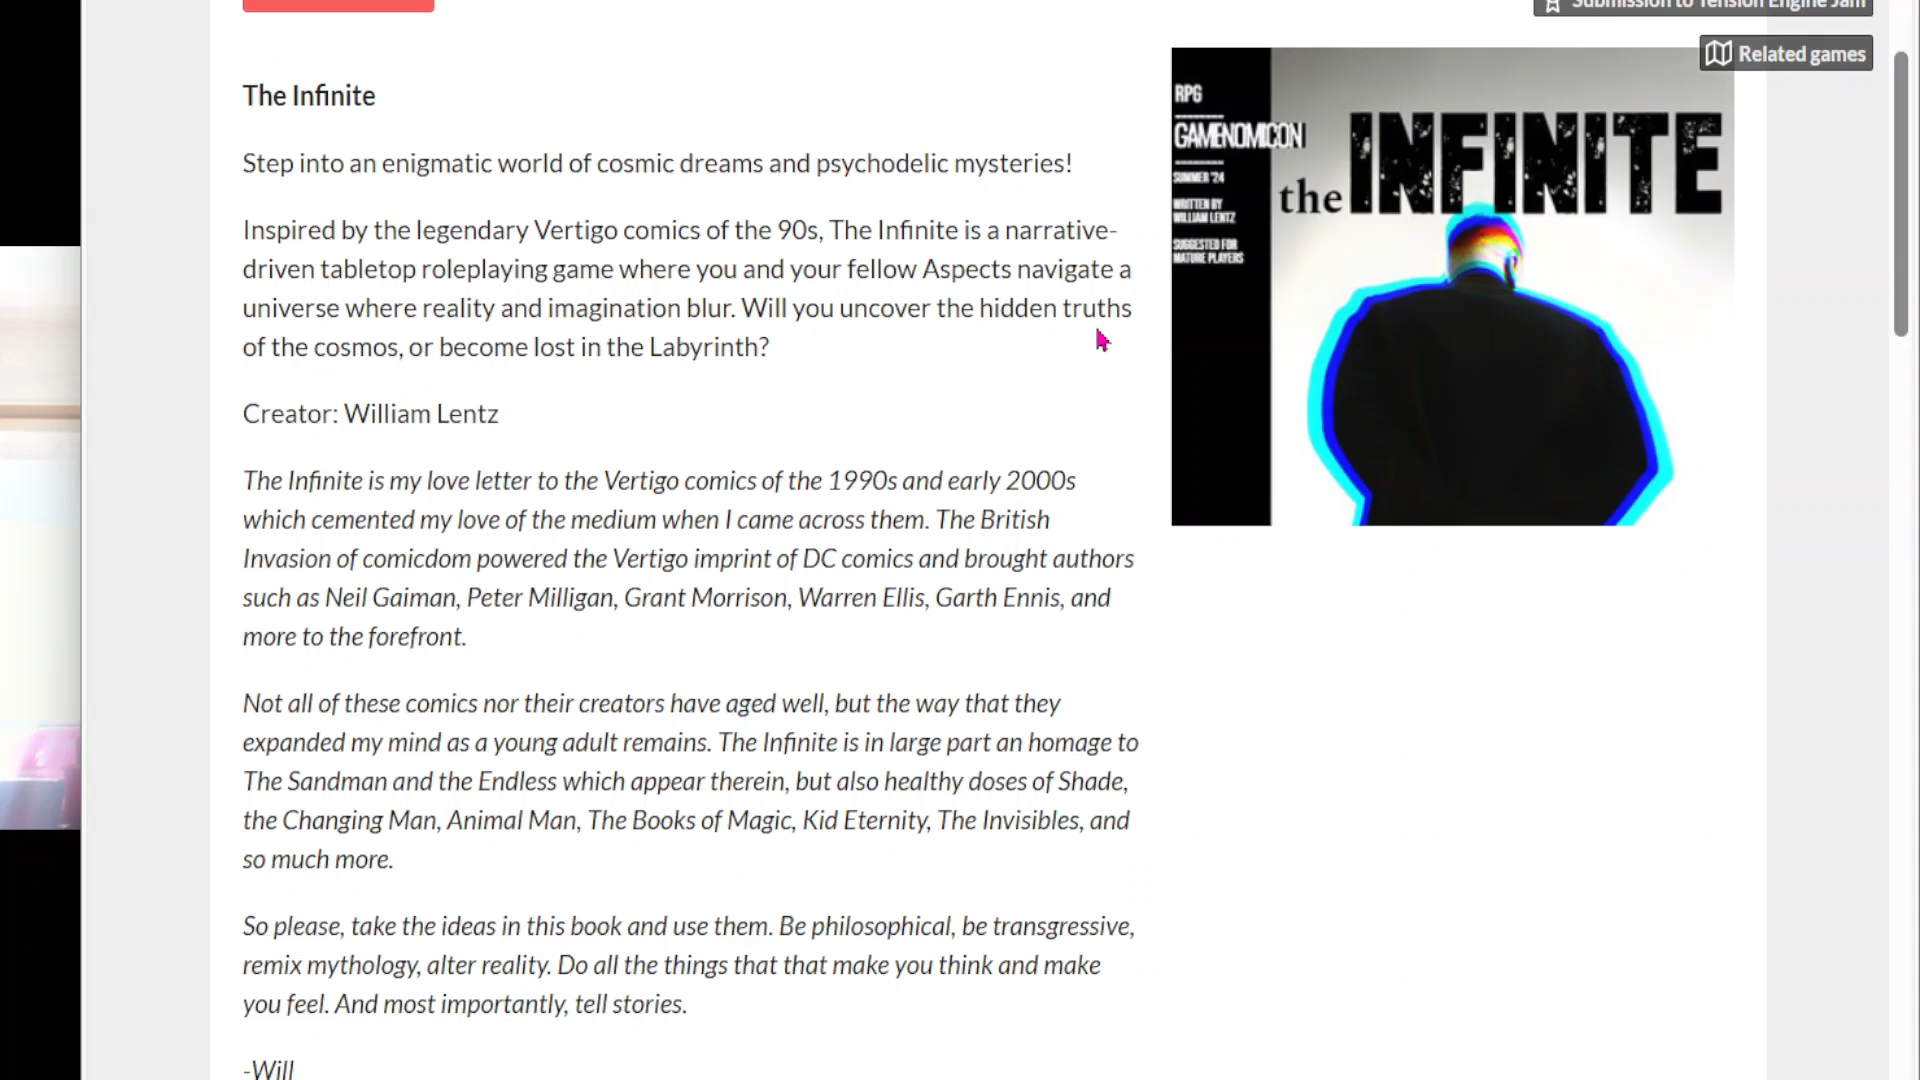 Submission to Tension Engine Jam
Related games
The Infinite
Step into an enigmatic world of cosmic dreams and psychodelic mysteries!
Inspired by the legendary Vertigo comics of the 90s, The Infinite is a narrative-
driven tabletop roleplaying game where you and your fellow Aspects navigate a
universe where reality and imagination blur. Will you uncover the hidden truths
of the cosmos, or become lost in the Labyrinth?
Creator: William Lentz
The Infinite is my love letter to the Vertigo comics of the 1990s and early 2000s
which cemented my love of the medium when I came across them. The British
Invasion of comicdom powered the Vertigo imprint of DC comics and brought authors
such as Neil Gaiman, Peter Milligan, Grant Morrison, Warren Ellis, Garth Ennis, and
more to the forefront.
Not all of these comics nor their creators have aged well, but the way that they
expanded my mind as a young adult remains. The Infinite is in large part an homage to
The Sandman and the Endless which appear therein, but also healthy doses of Shade,
the Changing Man, Animal Man, The Books of Magic, Kid Eternity, The Invisibles, and
so much more.
So please, take the ideas in this book and use them. Be philosophical, be transgressive,
remix mythology, alter reality. Do all the things that that make you think and make
you feel. And most importantly, tell stories.
-Will
RPG
GAMENOMICON
SUMMER '24
WRITTEN BY
WILLIAM LENTZ
SUGGESTED FOR
MATURE PLAYERS
the INFINITE